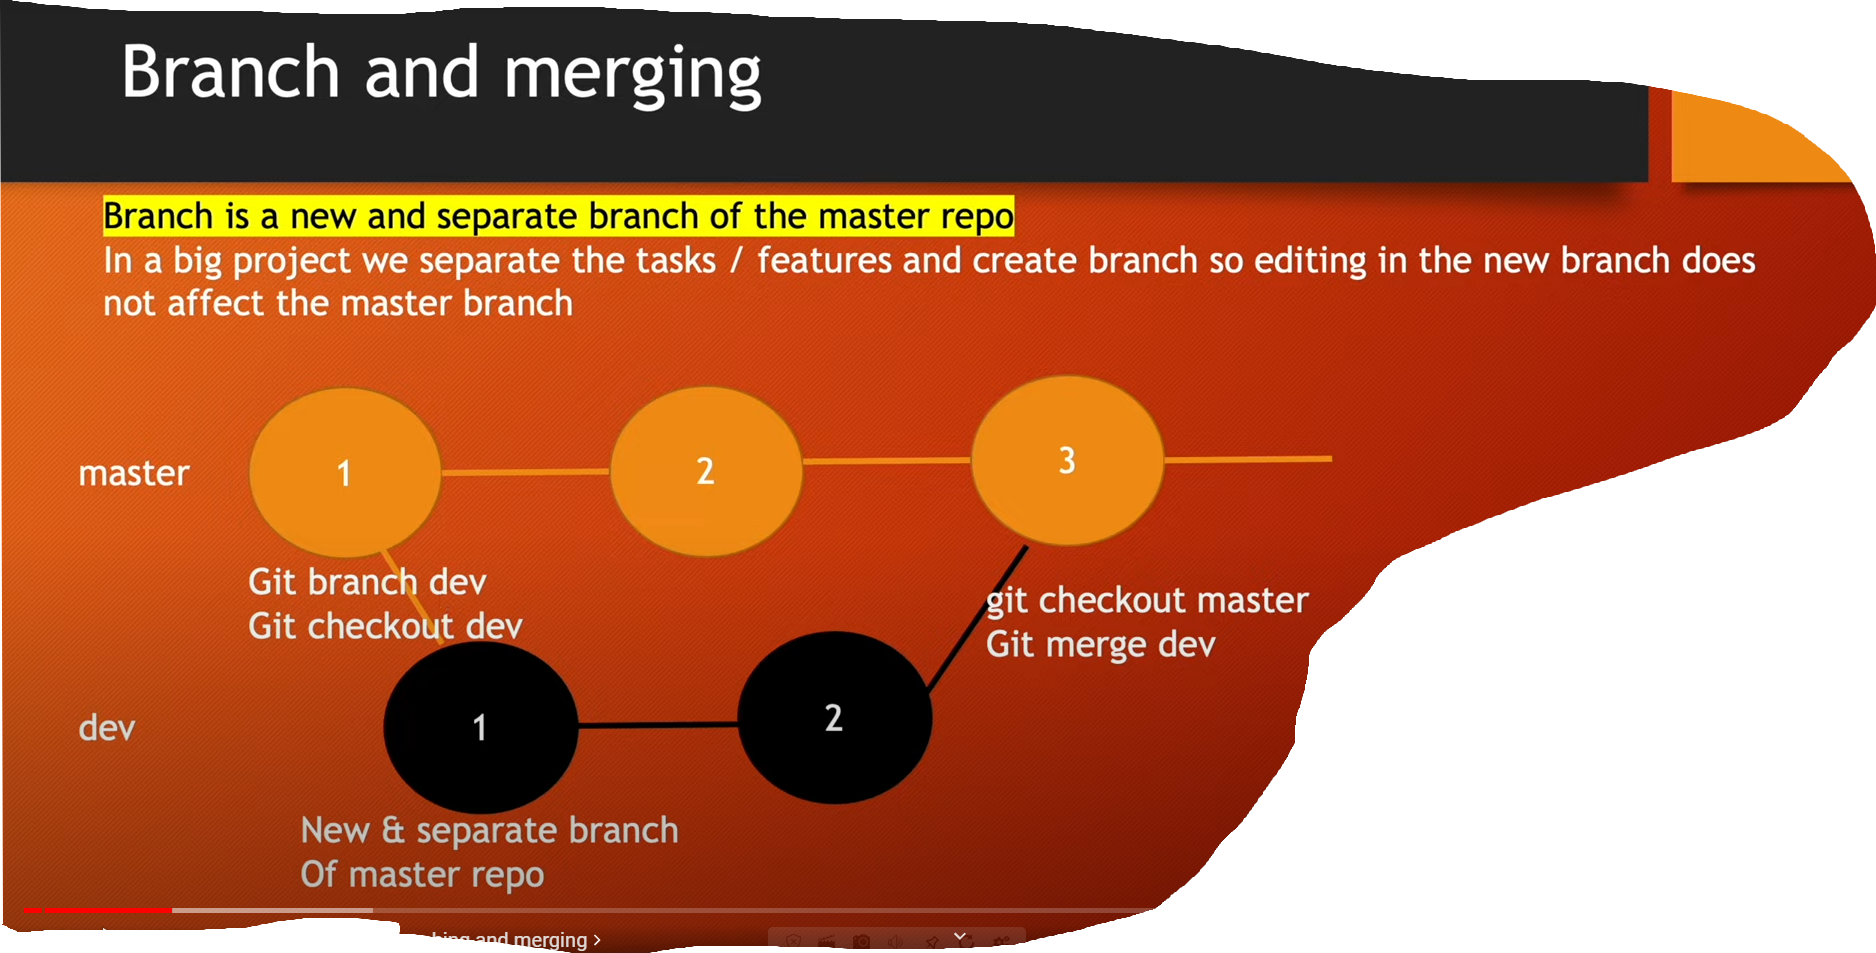 Branch and merging
Branch is a new and separate branch of the master repo
In a big project we separate the tasks / features and create branch so editing in the new branch does
not affect the master branch
master
1
2
3
Git branch dev
Git checkout dev
git checkout master
Git merge dev
dev
1
2
New & separate branch
Of master repo
and merging >